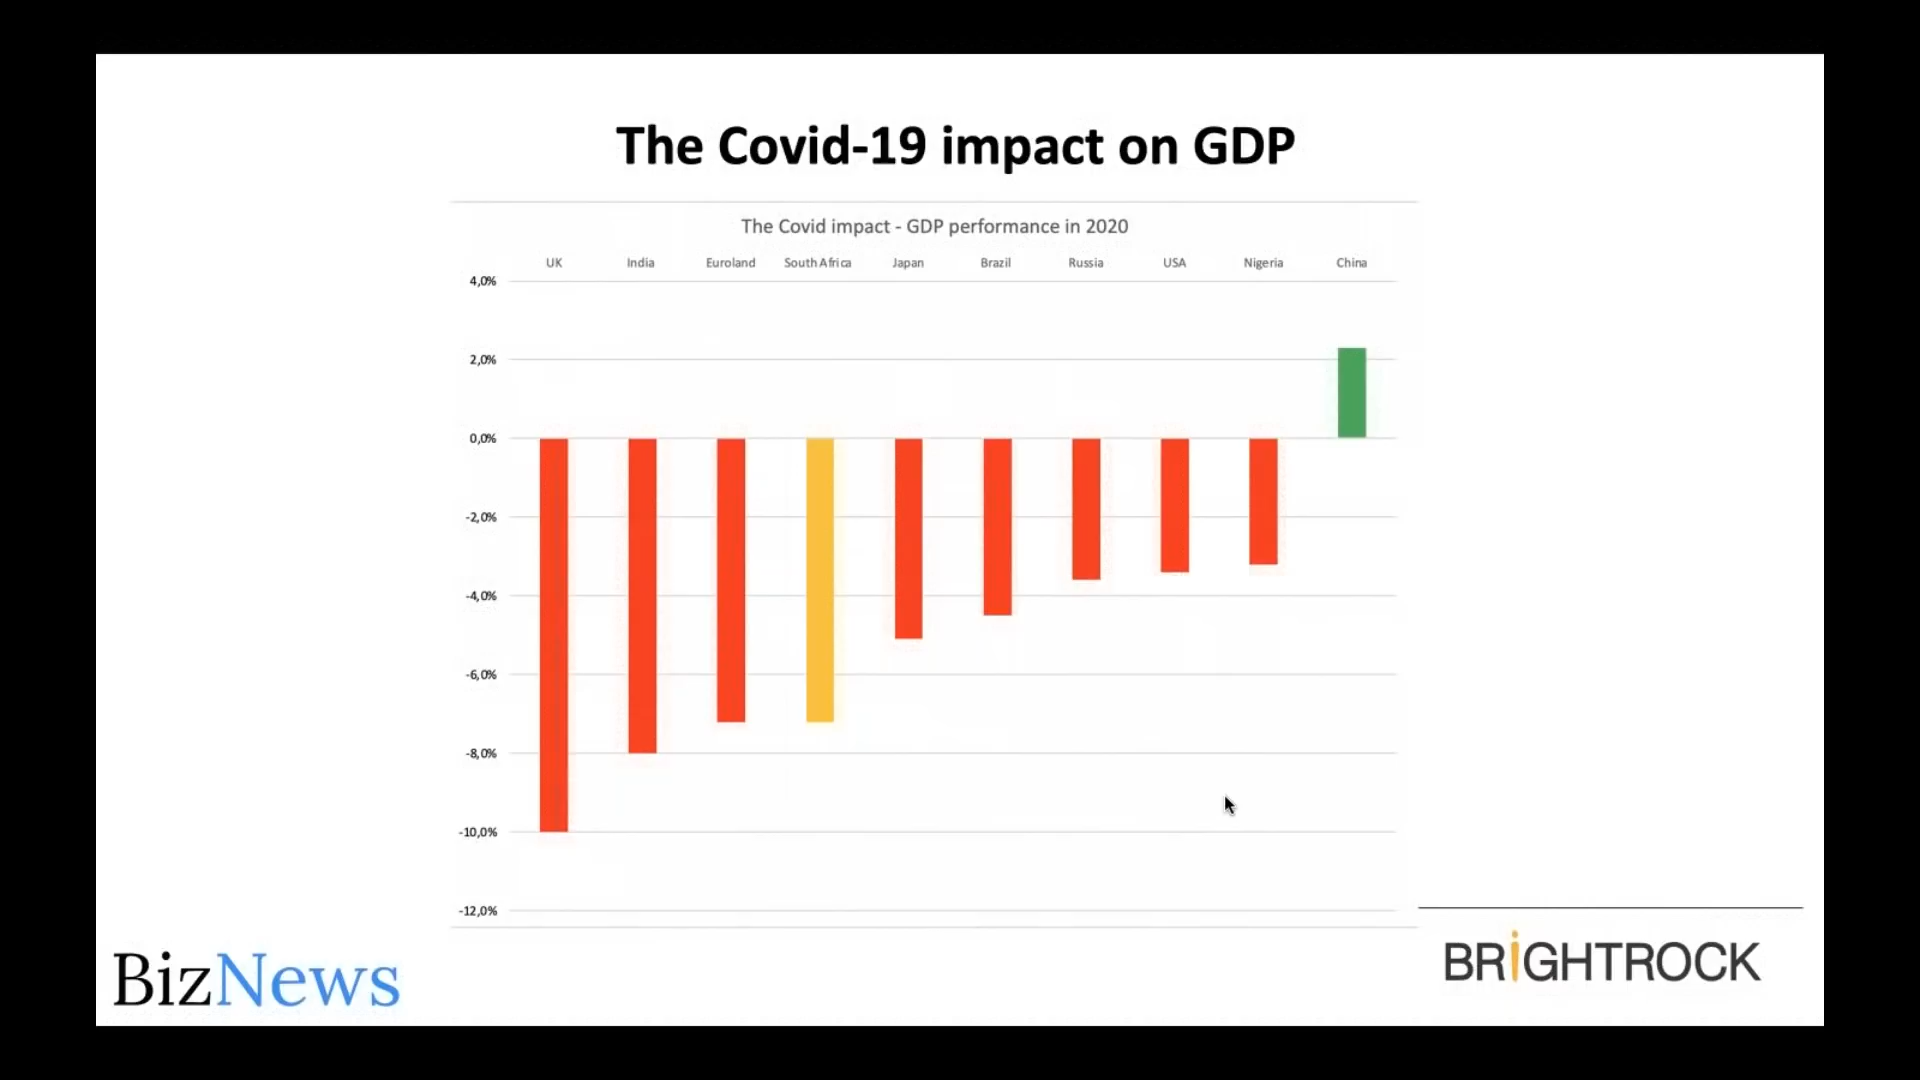 The Covid-19 impact on GDP
The Covid impact - GDP performance in 2020
UK India Euroland South Africa Japan Brazil Russia USA Nigeria China
4,0%
2,0%
0,0%
-2,0%
-4,0%
-6,0%
-8,0%
-10,0%
-12,0%
BizNews
BRiGHTROCK